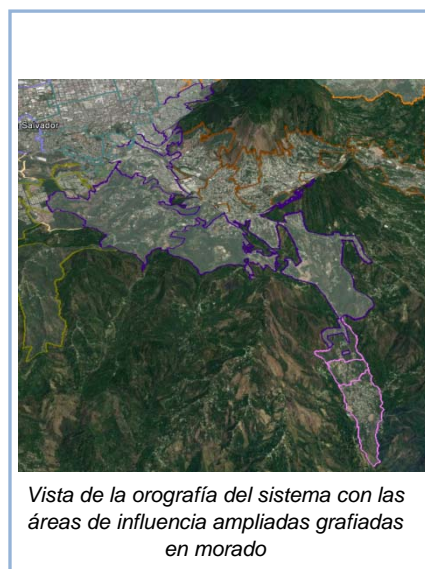 Salvador
Vista de la orografía del sistema con las
áreas de influencia ampliadas grafiadas
en morado